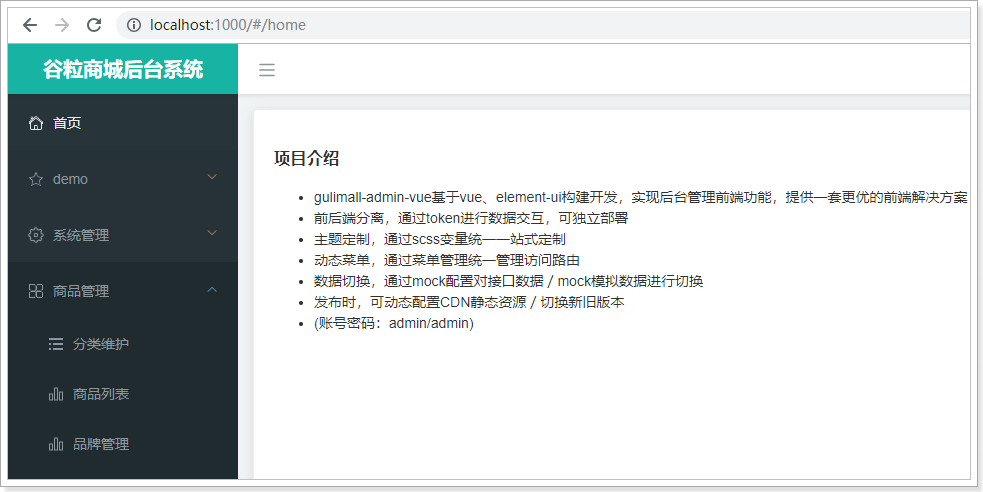 localhost:1000/#/home
谷粒商城后台系统
首页
demo
系统管理
商品管理
分类维护
商品列表
品牌管理
项目介绍
gulimall-admin-vue基于vue、element-ui构建开发，实现后台管理前端功能，提供一套更优的前端解决方案
前后端分离，通过token进行数据交互，可独立部署
主题定制，通过scss变量统一一站式定制
动态菜单，通过菜单管理统一管理访问路由
数据切换，通过mock配置对接口数据／mock模拟数据进行切换
发布时，可动态配置CDN静态资源／切换新旧版本
(账号密码：admin/admin)